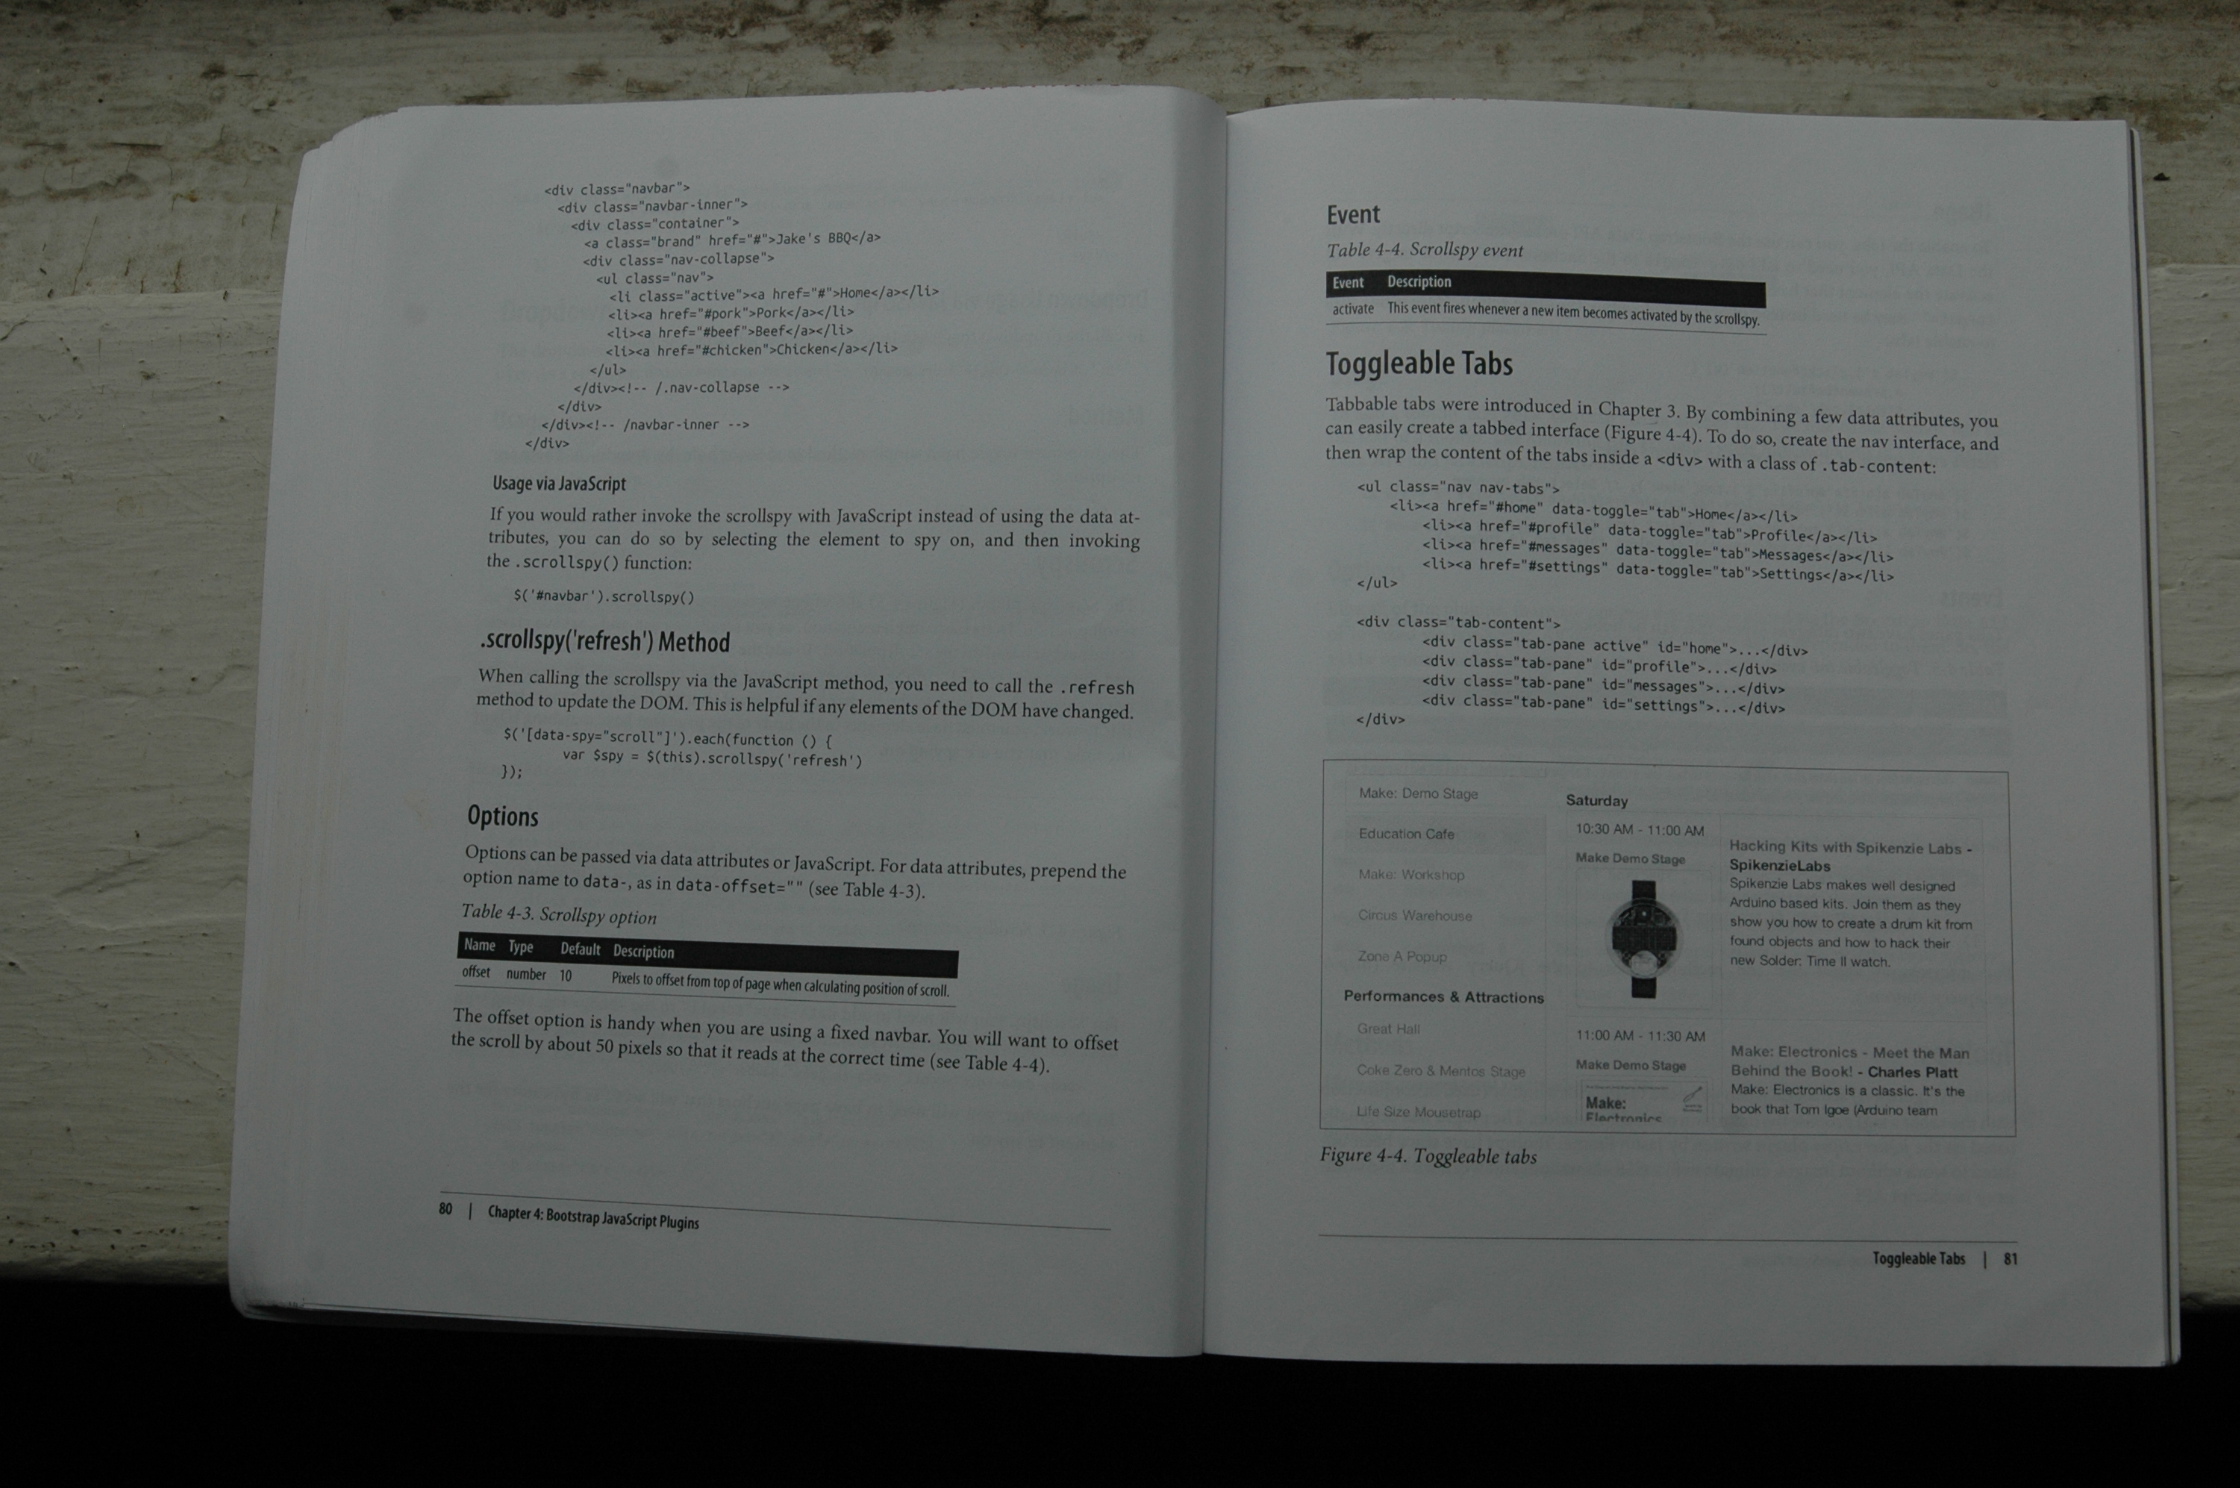 <div class="navbar">
<div class="navbar-inner">
<div class="container">
<a class="brand" href="#">Jake's BBQ</a>
<div class="nav-collapse">
<ul class="nav">
<li class="active"><a href="#">Home</a></li>
<li><a href="#pork">Pork</a></li>
<li><a href="#beef">Beef</a></li>
<li><a href="#chicken">Chicken</a></li>
</ul>
</div><!-- /.nav-collapse -->
</div>
</div><!-- /navbar-inner -->
</div>
Usage via JavaScript
If you would rather invoke the scrollspy with JavaScript instead of using the data at-
tributes, you can do so by selecting the element to spy on, and then invoking
the .scrollspy() function:
$('#navbar').scrollspy()
.scrollspy('refresh') Method
When calling the scrollspy via the JavaScript method, you need to call the .refresh
method to update the DOM. This is helpful if any elements of the DOM have changed.
$('[data-spy="scroll"]').each(function () {
var $spy = $(this).scrollspy('refresh')
});
Options
Options can be passed via data attributes or JavaScript. For data attributes, prepend the
option name to data-, as in data-offset="" (see Table 4-3).
Table 4-3. Scrollspy option
Name Type Default Description
offset number 10 Pixels to offset from top of page when calculating position of scroll.
The offset option is handy when you are using a fixed navbar. You will want to offset
the scroll by about 50 pixels so that it reads at the correct time (see Table 4-4).
80 | Chapter 4: Bootstrap JavaScript Plugins
Event
Table 4-4. Scrollspy event
Event Description
activate This event fires whenever a new item becomes activated by the scrollspy.
Toggleable Tabs
Tabbable tabs were introduced in Chapter 3. By combining a few data attributes, you
can easily create a tabbed interface (Figure 4-4). To do so, create the nav interface, and
then wrap the content of the tabs inside a <div> with a class of .tab-content:
<ul class="nav nav-tabs">
<li><a href="#home" data-toggle="tab">Home</a></li>
<li><a href="#profile" data-toggle="tab">Profile</a></li>
<li><a href="#messages" data-toggle="tab">Messages</a></li>
<li><a href="#settings" data-toggle="tab">Settings</a></li>
</ul>
<div class="tab-content">
<div class="tab-pane active" id="home">...</div>
<div class="tab-pane" id="profile">...</div>
<div class="tab-pane" id="messages">...</div>
<div class="tab-pane" id="settings">...</div>
</div>
Make: Demo Stage
Education Cafe
Make: Workshop
Circus Warehouse
Zone A Popup
Performances & Attractions
Great Hall
Coke Zero & Mentos Stage
Life Size Mousetrap
Saturday
10:30 AM - 11:00 AM
Make Demo Stage
Hacking Kits with Spikenzie Labs -
SpikenzieLabs
Spikenzie Labs makes well designed
Arduino based kits. Join them as they
show you how to create a drum kit from
found objects and how to hack their
new Solder: Time II watch.
11:00 AM - 11:30 AM
Make Demo Stage
Make:
Electronics
Make: Electronics - Meet the Man
Behind the Book! - Charles Platt
Make: Electronics is a classic. It's the
book that Tom Igoe (Arduino team
Figure 4-4. Toggleable tabs
Toggleable Tabs | 81